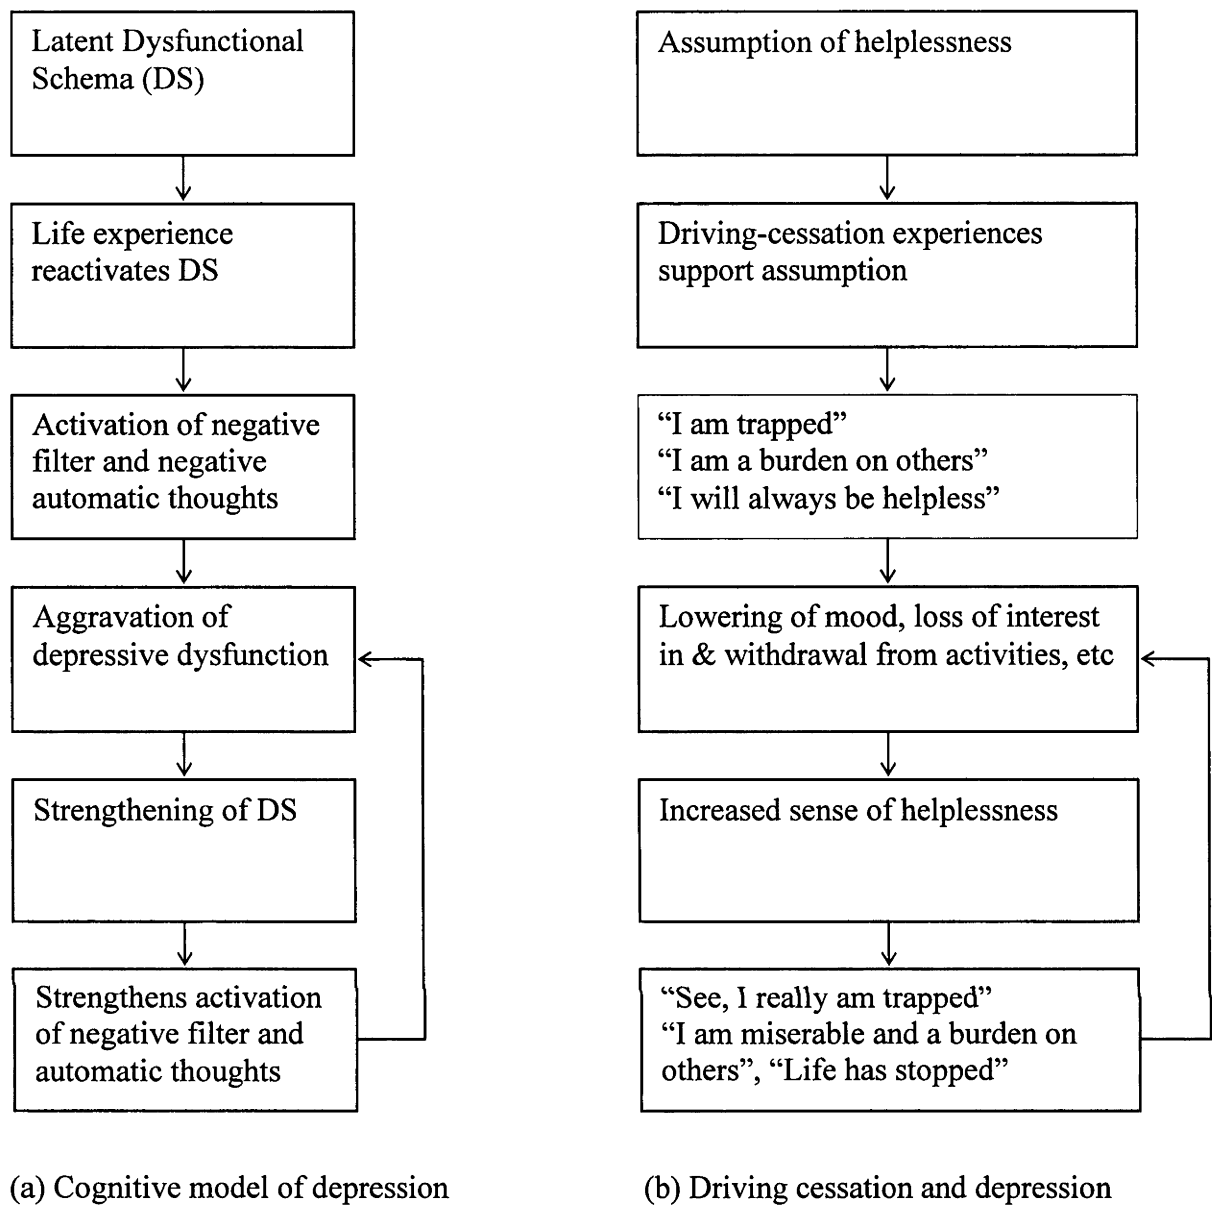 Latent Dysfunctional
Schema (DS)
Life experience
reactivates DS
Activation of negative
filter and negative
automatic thoughts
Aggravation of
depressive dysfunction
Strengthening of DS
Strengthens activation
of negative filter and
automatic thoughts
(a) Cognitive model of depression
Assumption of helplessness
Driving-cessation experiences
support assumption
“I am trapped”
“I am a burden on others”
“I will always be helpless”
Lowering of mood, loss of interest
in & withdrawal from activities, etc
Increased sense of helplessness
“See, I really am trapped”
“I am miserable and a burden on
others”, “Life has stopped”
(b) Driving cessation and depression